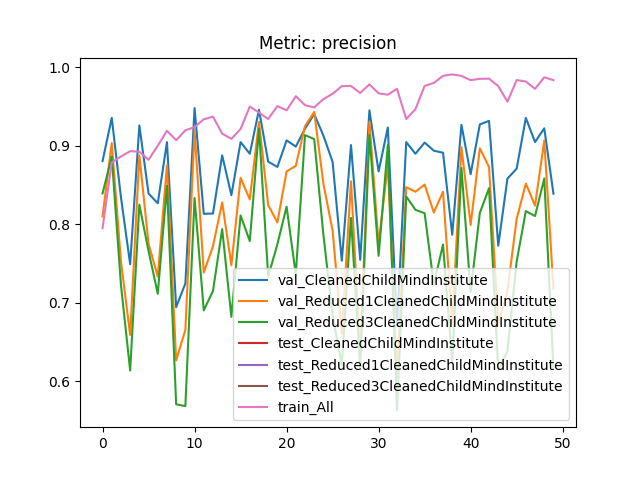 Metric: precision
1.0
0.9
0.8
0.7
0.6
val_CleanedChildMindInstitute
val_Reduced1CleanedChildMindInstitute
val_Reduced3CleanedChildMindInstitute
test_CleanedChildMindInstitute
test_Reduced1CleanedChildMindInstitute
test_Reduced3CleanedChildMindInstitute
train_All
0 10 20 30 40 50